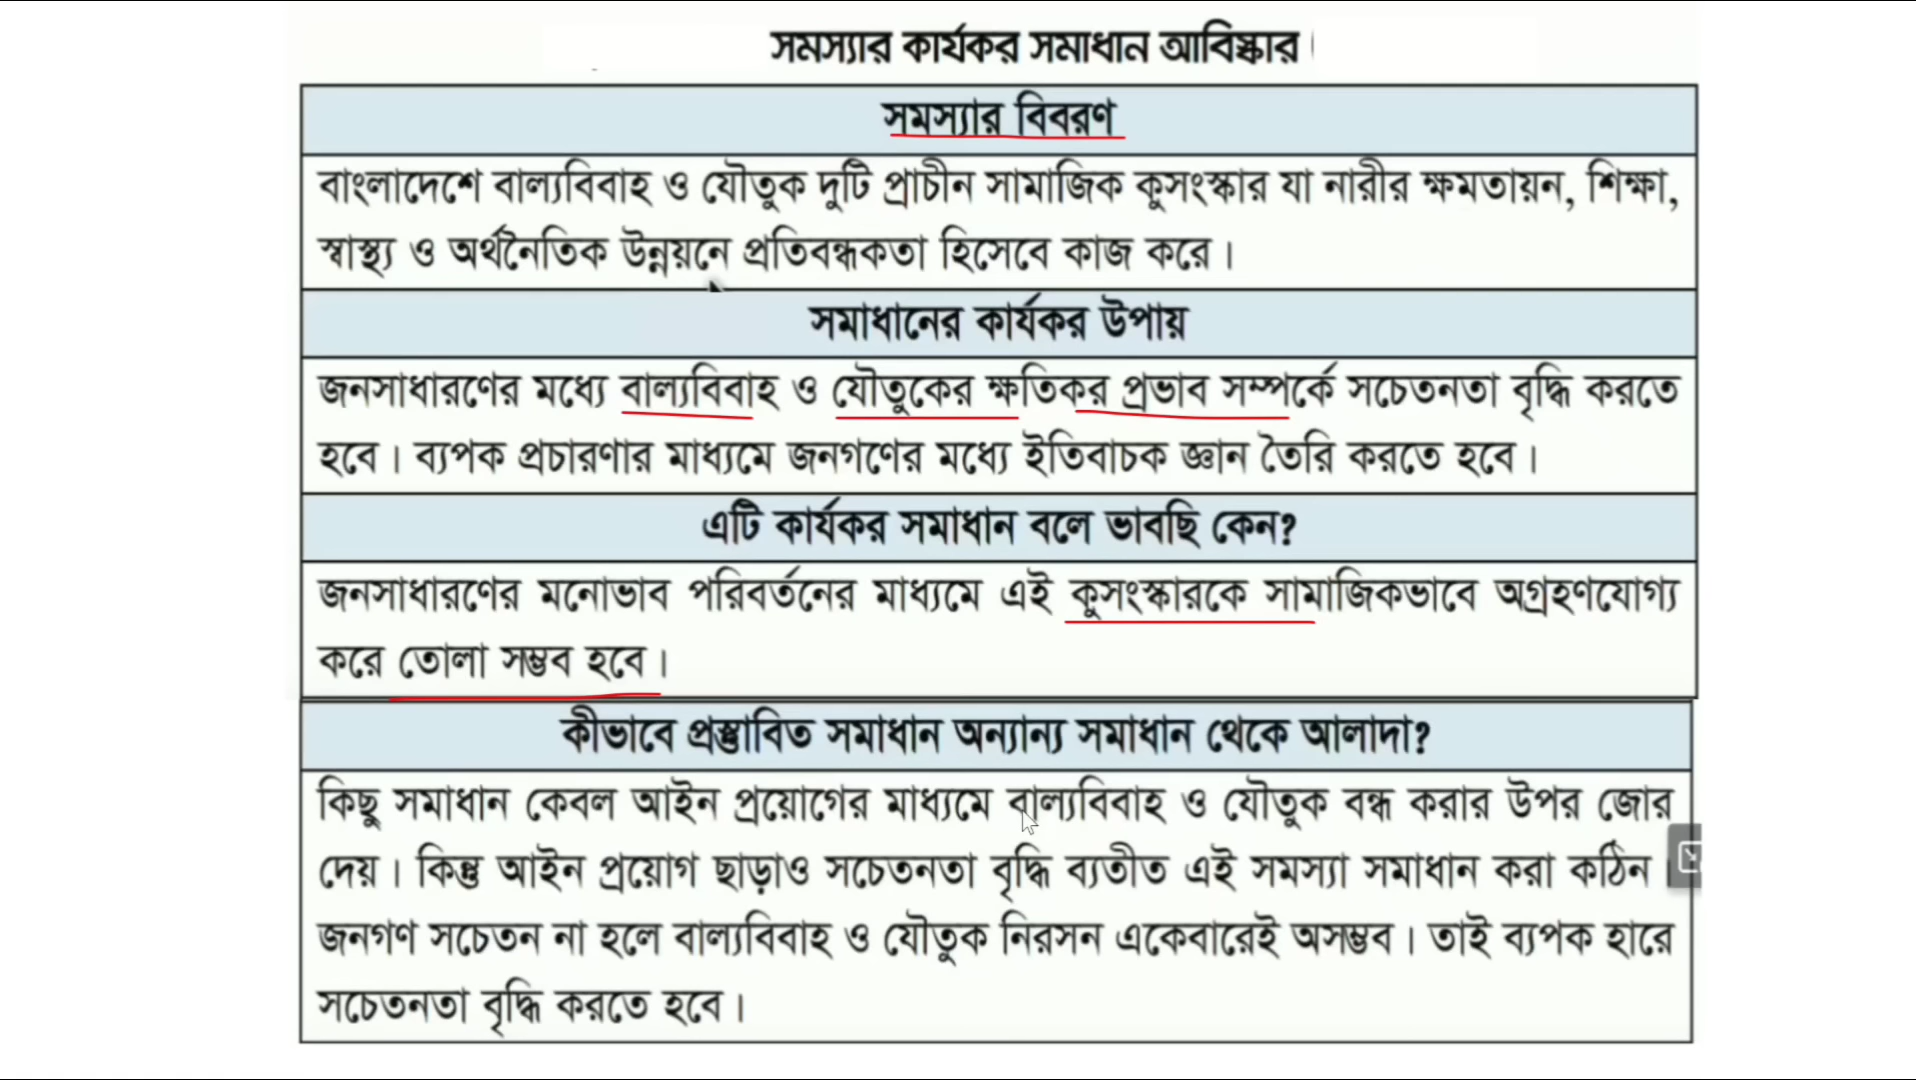 সমস্যার কার্যকর সমাধান আবিস্কার
সমস্যার বিবরণ
বাংলাদেশে বাল্যবিবাহ ও যৌতুক দুটি প্রাচীন সামাজিক কুসংস্কার যা নারীর ক্ষমতায়ন, শিক্ষা,
স্বাস্থ্য ও অর্থনৈতিক উন্নয়নে প্রতিবন্ধকতা হিসেবে কাজ করে।
সমাধানের কার্যকর উপায়
জনসাধারণের মধ্যে বাল্যবিবাহ ও যৌতুকের ক্ষতিকর প্রভাব সম্পর্কে সচেতনতা বৃদ্ধি করতে
হবে। ব্যপক প্রচারণার মাধ্যমে জনগণের মধ্যে ইতিবাচক জ্ঞান তৈরি করতে হবে।
এটি কার্যকর সমাধান বলে ভাবছি কেন?
জনসাধারণের মনোভাব পরিবর্তনের মাধ্যমে এই কুসংস্কারকে সামাজিকভাবে অগ্রহণযোগ্য
করে তোলা সম্ভব হবে।
কীভাবে প্রস্তাবিত সমাধান অন্যান্য সমাধান থেকে আলাদা?
কিছু সমাধান কেবল আইন প্রয়োগের মাধ্যমে বাল্যবিবাহ ও যৌতুক বন্ধ করার উপর জোর
দেয়। কিন্তু আইন প্রয়োগ ছাড়াও সচেতনতা বৃদ্ধি ব্যতীত এই সমস্যা সমাধান করা কঠিন।
জনগণ সচেতন না হলে বাল্যবিবাহ ও যৌতুক নিরসন একেবারেই অসম্ভব। তাই ব্যপক হারে
সচেতনতা বৃদ্ধি করতে হবে।